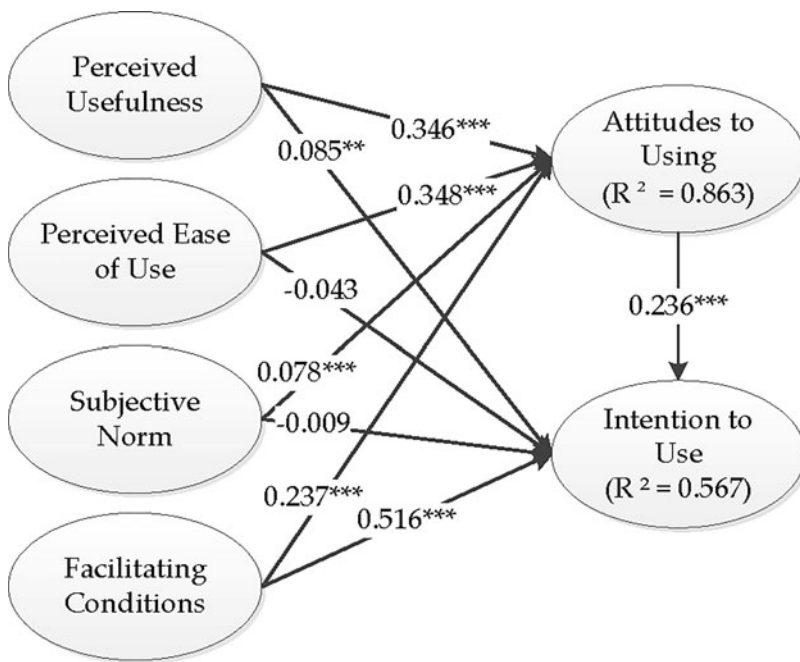 Perceived
Usefulness
Perceived Ease
of Use
Subjective
Norm
Facilitating
Conditions
0.346***
0.085**
0.348***
-0.043
0.078***
-0.009
0.237***
0.516***
Attitudes to
Using
(R² = 0.863)
0.236***
Intention to
Use
(R² = 0.567)